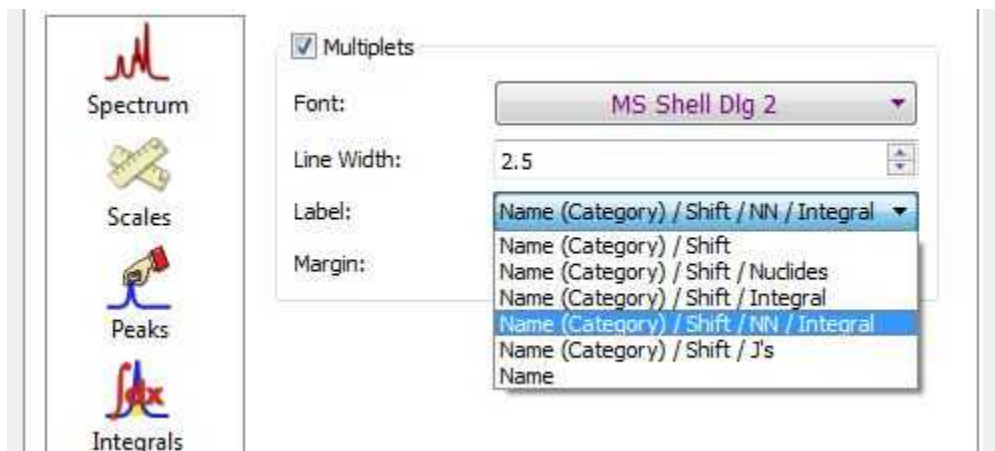 Spectrum
Scales
Peaks
Integrals
Multiplets
Font:
MS Shell Dlg 2
Line Width:
2.5
Label:
Name (Category) / Shift / NN / Integral
Name (Category) / Shift
Name (Category) / Shift / Nuclides
Name (Category) / Shift / Integral
Name (Category) / Shift / NN / Integral
Name (Category) / Shift / J's
Name
Margin: